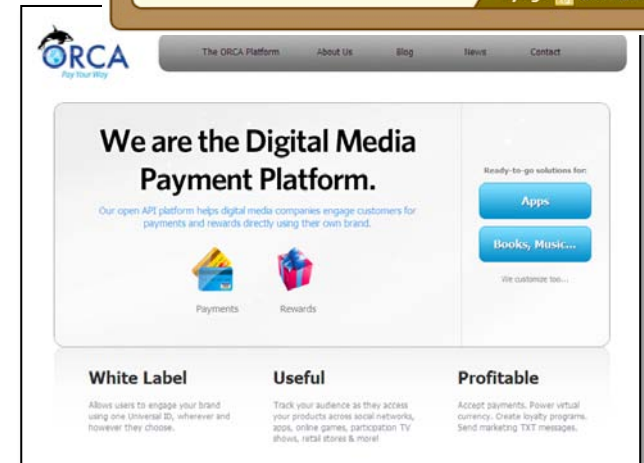 ORCA
Pay Your Way
The ORCA Platform About Us Blog News Contact
We are the Digital Media
Payment Platform.
Our open API platform helps digital media companies engage customers for
payments and rewards directly using their own brand.
Payments Rewards
Ready-to-go solutions for:
Apps
Books, Music...
We customize too...
White Label
Allows users to engage your brand
using one Universal ID, wherever and
however they choose.
Useful
Track your audience as they access
your products across social networks,
apps, online games, particpation TV
shows, retail stores & more!
Profitable
Accept payments. Power virtual
currency. Create loyalty programs.
Send marketing TXT messages.